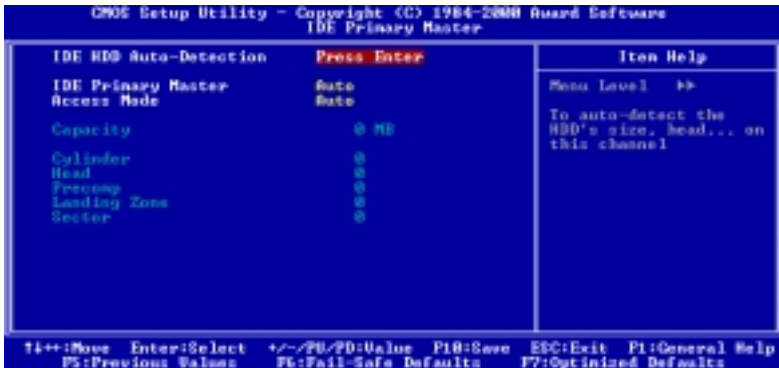 CMOS Setup Utility - Copyright (C) 1984-2000 Award Software
IDE Primary Master
IDE HDD Auto-Detection Press Enter
IDE Primary Master Auto
Access Mode Auto
Capacity 0 MB
Cylinder 0
Head 0
Precomp 0
Landing Zone 0
Sector 0
Item Help
Menu Level ▸▸
To auto-detect the
HDD's size, head... on
this channel
↑↓←→:Move Enter:Select +/-/PU/PD:Value F10:Save ESC:Exit F1:General Help
F5:Previous Values F6:Fail-Safe Defaults F7:Optimized Defaults